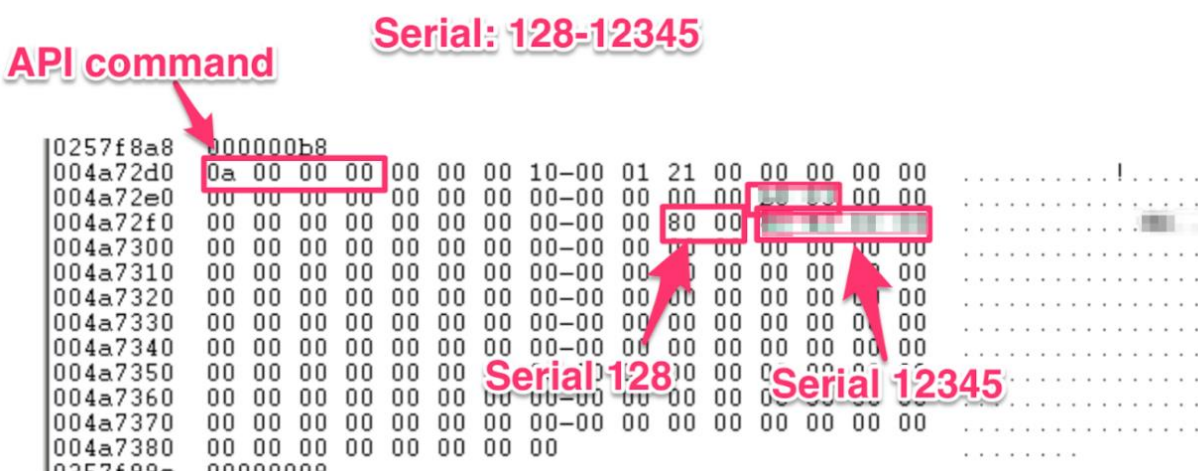 Serial: 128-12345
API command
0257f8a8 000000b8
004a72d0 0a 00 00 00 00 00 00 10-00 01 21 00 00 00 00 00 ..........!....
004a72e0 00 00 00 00 00 00 00 00-00 00 00 00 00 00 ...............
004a72f0 00 00 00 00 00 00 00 00-00 00 80 00 ............
004a7300 00 00 00 00 00 00 00 00-00 00 00 00 00 00 00 00 ...............
004a7310 00 00 00 00 00 00 00 00-00 00 00 00 00 00 00 ...............
004a7320 00 00 00 00 00 00 00 00-00 00 00 00 00 00 00 ...............
004a7330 00 00 00 00 00 00 00 00-00 00 00 00 00 00 00 ...............
004a7340 00 00 00 00 00 00 00 00-00 00 00 00 00 00 00 ...............
004a7350 00 00 00 00 00 00 00 00 00 ...............
Serial 128
Serial 12345
004a7360 00 00 00 00 00 00 00 00-00 00 00 00 00 00 00 00 ...............
004a7370 00 00 00 00 00 00 00 00-00 00 00 00 00 00 00 00 ...............
004a7380 00 00 00 00 00 00 00 00 ........